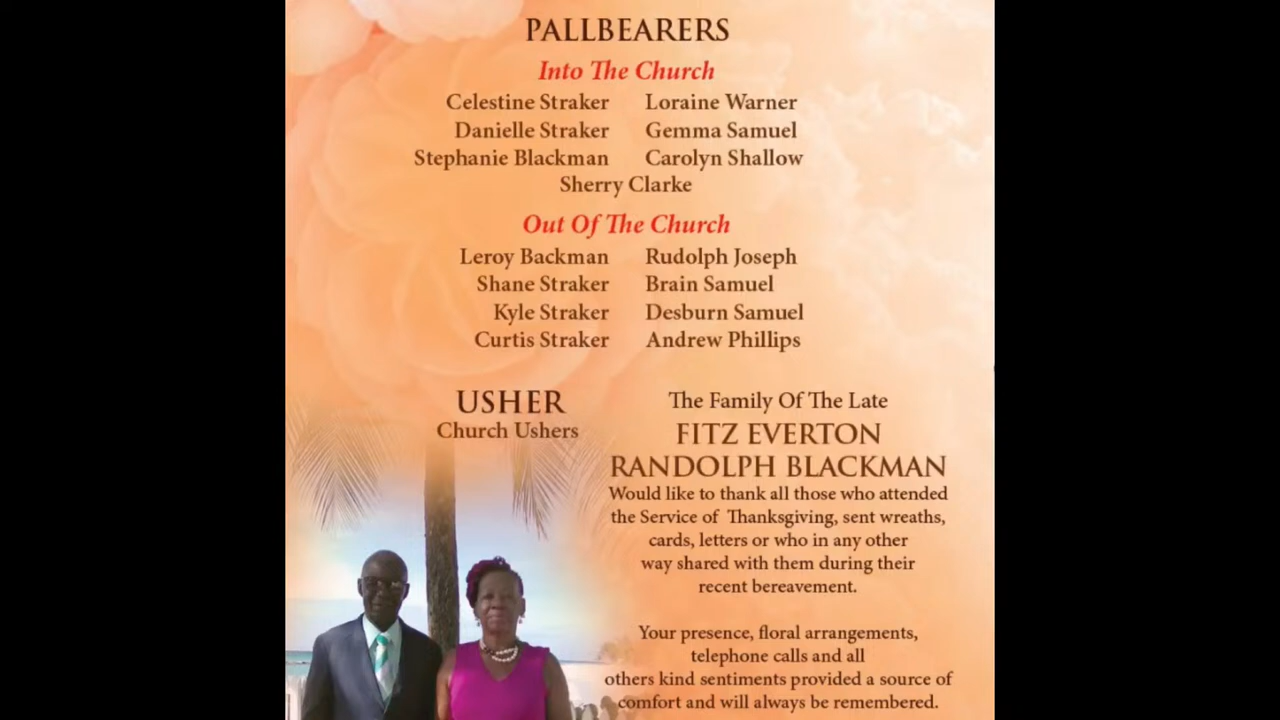 PALLBEARERS
Into The Church
Celestine Straker Loraine Warner
Danielle Straker Gemma Samuel
Stephanie Blackman Carolyn Shallow
Sherry Clarke
Out Of The Church
Leroy Backman Rudolph Joseph
Shane Straker Brain Samuel
Kyle Straker Desburn Samuel
Curtis Straker Andrew Phillips
USHER
Church Ushers
The Family Of The Late
FITZ EVERTON
RANDOLPH BLACKMAN
Would like to thank all those who attended
the Service of Thanksgiving, sent wreaths,
cards, letters or who in any other
way shared with them during their
recent bereavement.
Your presence, floral arrangements,
telephone calls and all
others kind sentiments provided a source of
comfort and will always be remembered.